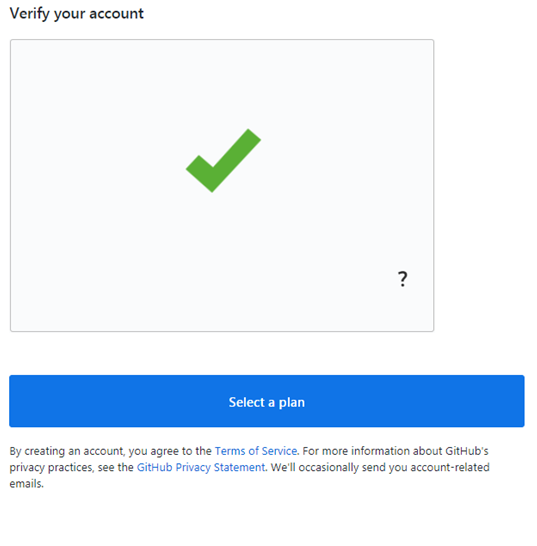 Verify your account
?
Select a plan
By creating an account, you agree to the Terms of Service. For more information about GitHub's
privacy practices, see the GitHub Privacy Statement. We'll occasionally send you account-related
emails.